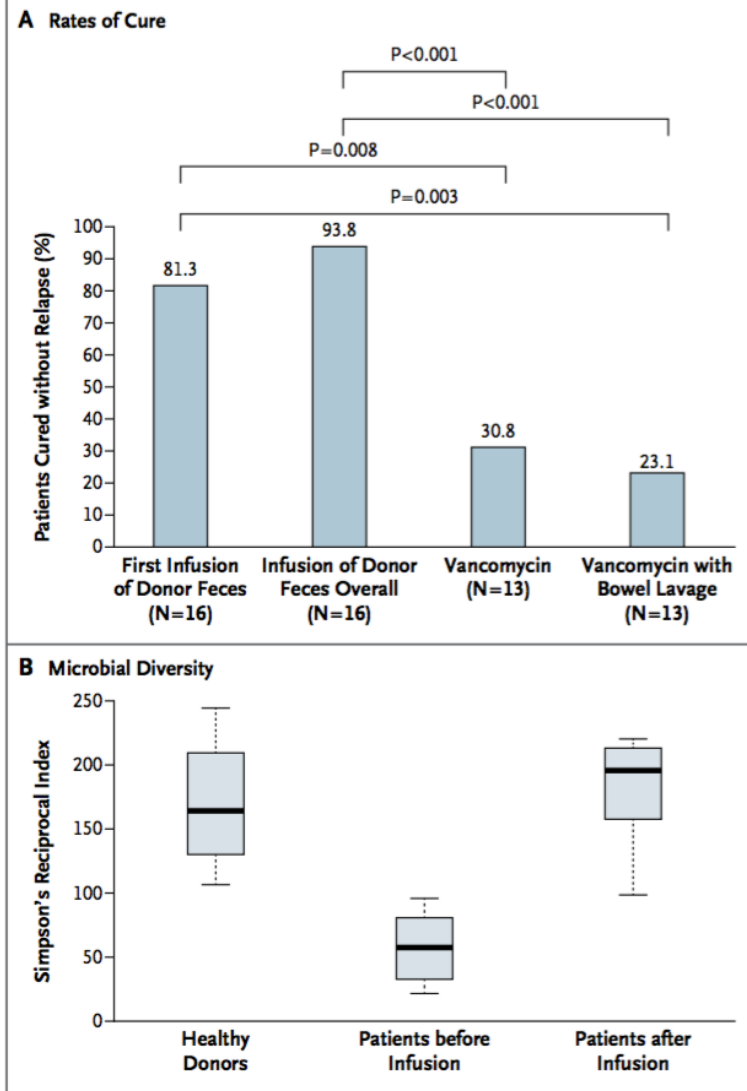 A Rates of Cure
P<0.001
P<0.001
P=0.008
P=0.003
Patients Cured without Relapse (%)
100
90
80
70
60
50
40
30
20
10
0
81.3
93.8
30.8
23.1
First Infusion
of Donor Feces
(N=16)
Infusion of Donor
Feces Overall
(N=16)
Vancomycin
(N=13)
Vancomycin with
Bowel Lavage
(N=13)
B Microbial Diversity
Simpson's Reciprocal Index
250
200
150
100
50
0
Healthy
Donors
Patients before
Infusion
Patients after
Infusion